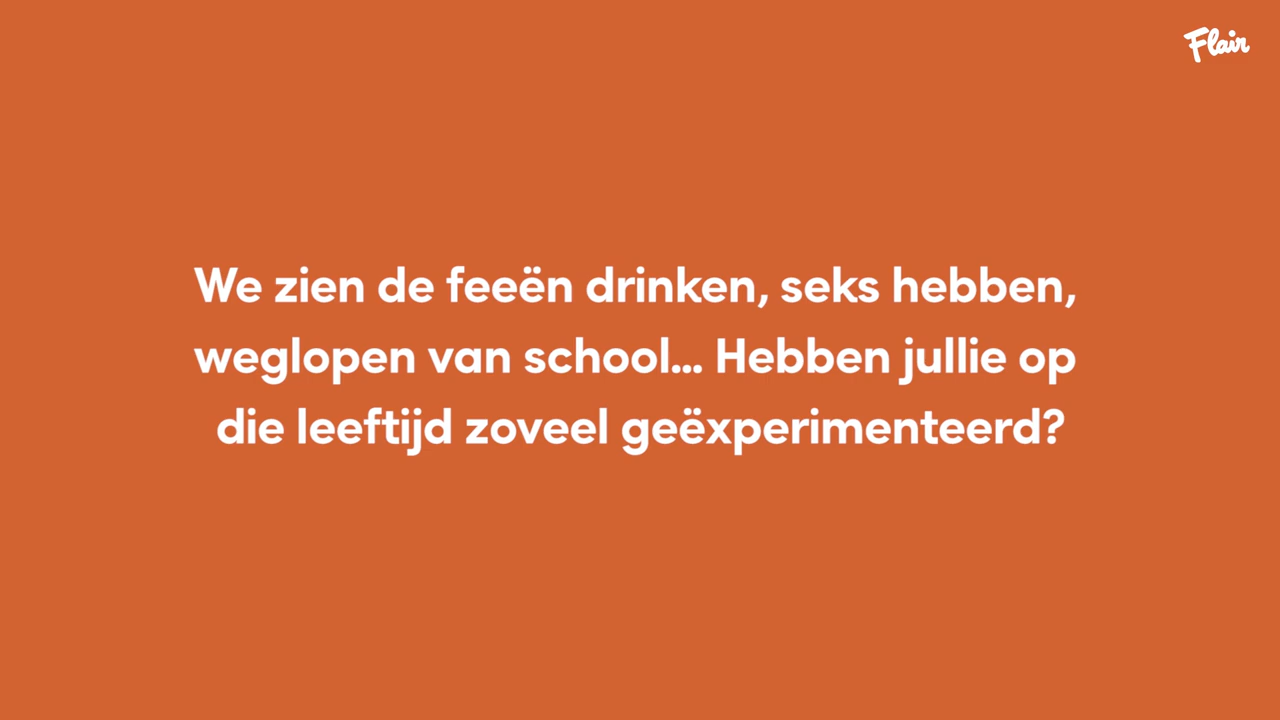 Flair
We zien de feeën drinken, seks hebben,
weglopen van school... Hebben jullie op
die leeftijd zoveel geëxperimenteerd?